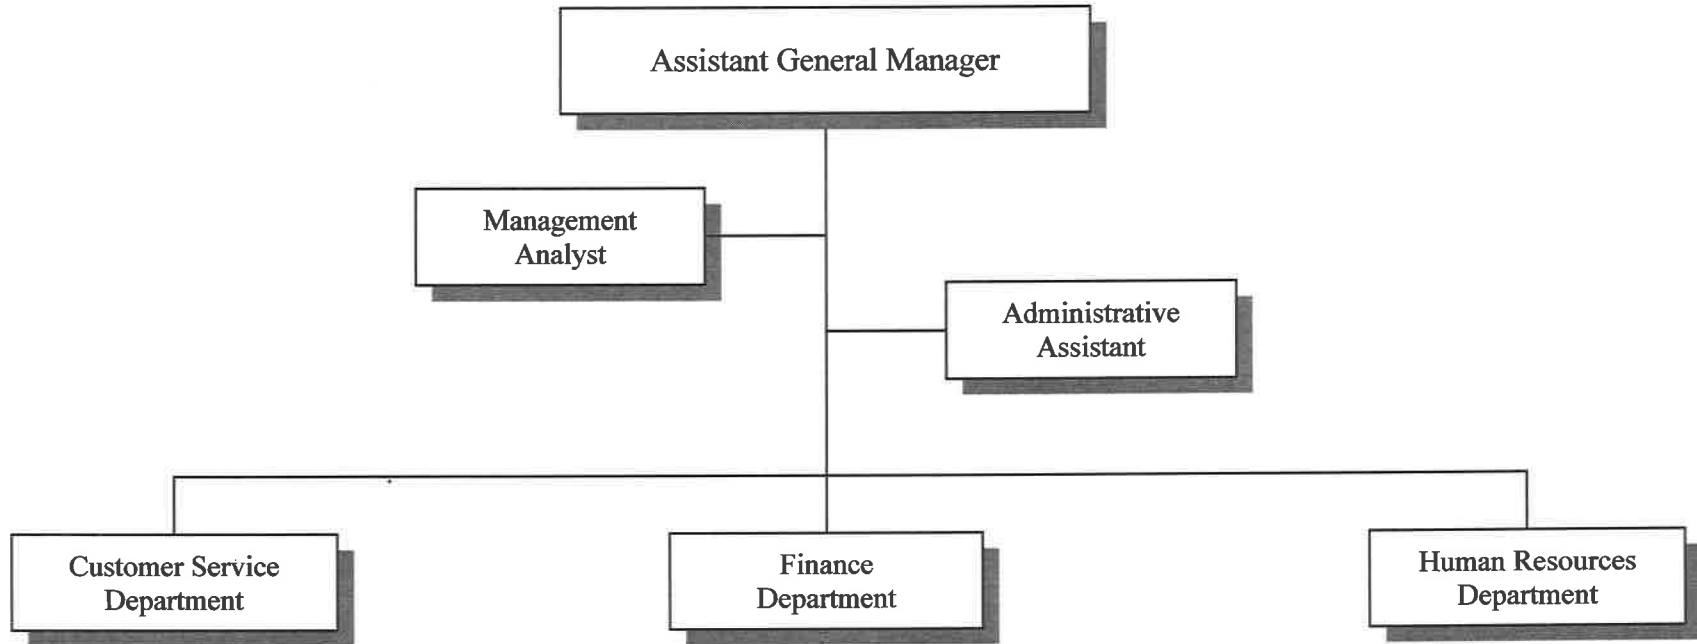 Assistant General Manager
Management
Analyst
Administrative
Assistant
Customer Service
Department
Finance
Department
Human Resources
Department